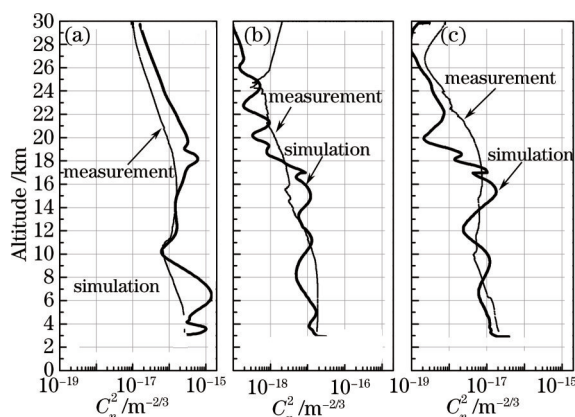 30
28
26
24
22
20
18
16
14
12
10
8
6
4
2
0
Altitude /km
(a)
measurement
simulation
10⁻¹⁹ 10⁻¹⁷ 10⁻¹⁵
C²ₙ /m⁻²/³
(b)
measurement
simulation
10⁻¹⁸ 10⁻¹⁶
C²ₙ /m⁻²/³
(c)
measurement
simulation
10⁻¹⁹ 10⁻¹⁷ 10⁻¹⁵
C²ₙ /m⁻²/³